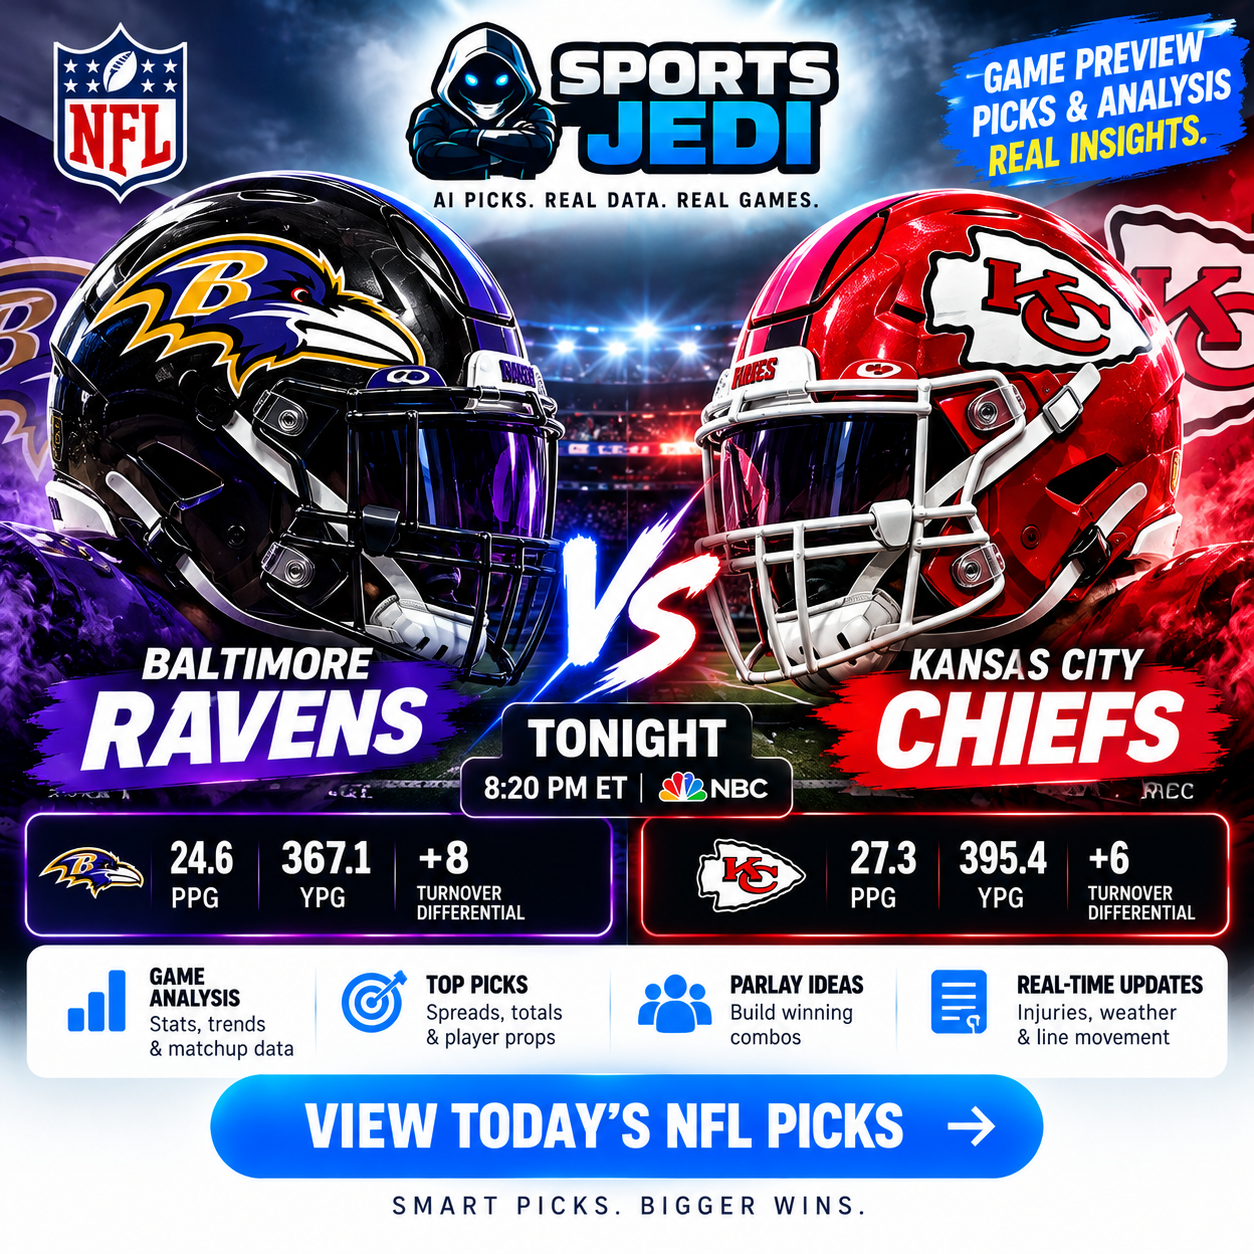 NFL
SPORTS
JEDI
AI PICKS. REAL DATA. REAL GAMES.
GAME PREVIEW
PICKS & ANALYSIS
REAL INSIGHTS.
B
B
KC
KC
VS
BALTIMORE
RAVENS
KANSAS CITY
CHIEFS
TONIGHT
8:20 PM ET | NBC
B
24.6
PPG
367.1
YPG
+8
TURNOVER
DIFFERENTIAL
KC
27.3
PPG
395.4
YPG
+6
TURNOVER
DIFFERENTIAL
GAME
ANALYSIS
Stats, trends
& matchup data
TOP PICKS
Spreads, totals
& player props
PARLAY IDEAS
Build winning
combos
REAL-TIME UPDATES
Injuries, weather
& line movement
VIEW TODAY'S NFL PICKS
SMART PICKS. BIGGER WINS.